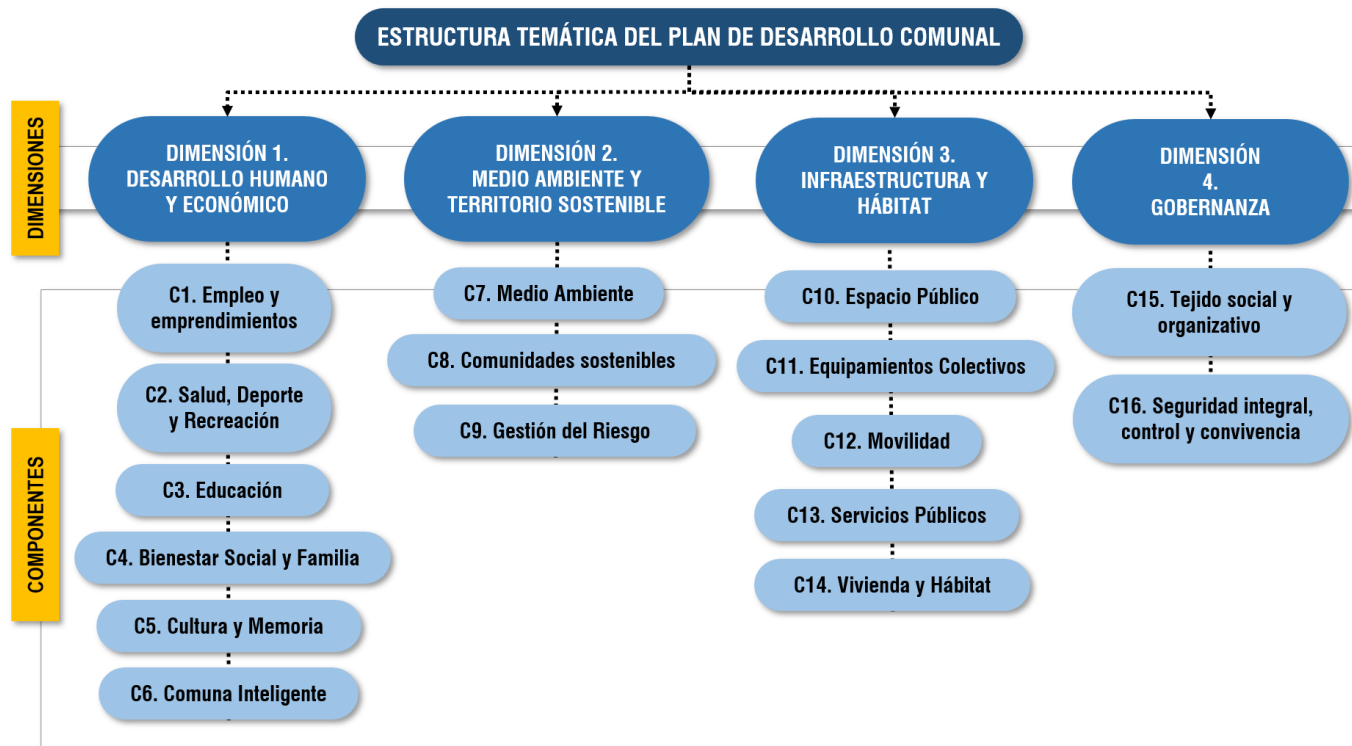 ESTRUCTURA TEMÁTICA DEL PLAN DE DESARROLLO COMUNAL
DIMENSIONES
DIMENSIÓN 1.
DESARROLLO HUMANO
Y ECONÓMICO
DIMENSIÓN 2.
MEDIO AMBIENTE Y
TERRITORIO SOSTENIBLE
DIMENSIÓN 3.
INFRAESTRUCTURA Y
HÁBITAT
DIMENSIÓN
4.
GOBERNANZA
COMPONENTES
C1. Empleo y
emprendimientos
C2. Salud, Deporte
y Recreación
C3. Educación
C4. Bienestar Social y Familia
C5. Cultura y Memoria
C6. Comuna Inteligente
C7. Medio Ambiente
C8. Comunidades sostenibles
C9. Gestión del Riesgo
C10. Espacio Público
C11. Equipamientos Colectivos
C12. Movilidad
C13. Servicios Públicos
C14. Vivienda y Hábitat
C15. Tejido social y
organizativo
C16. Seguridad integral,
control y convivencia